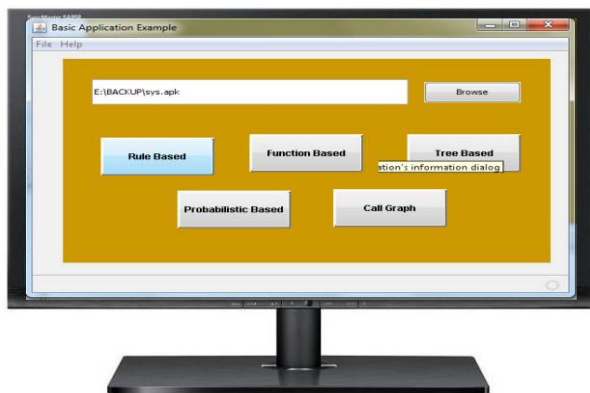 Basic Application Example
File Help
E:\BACKUP\sys.apk
Browse
Rule Based
Function Based
Tree Based
ation's information dialog
Probabilistic Based
Call Graph